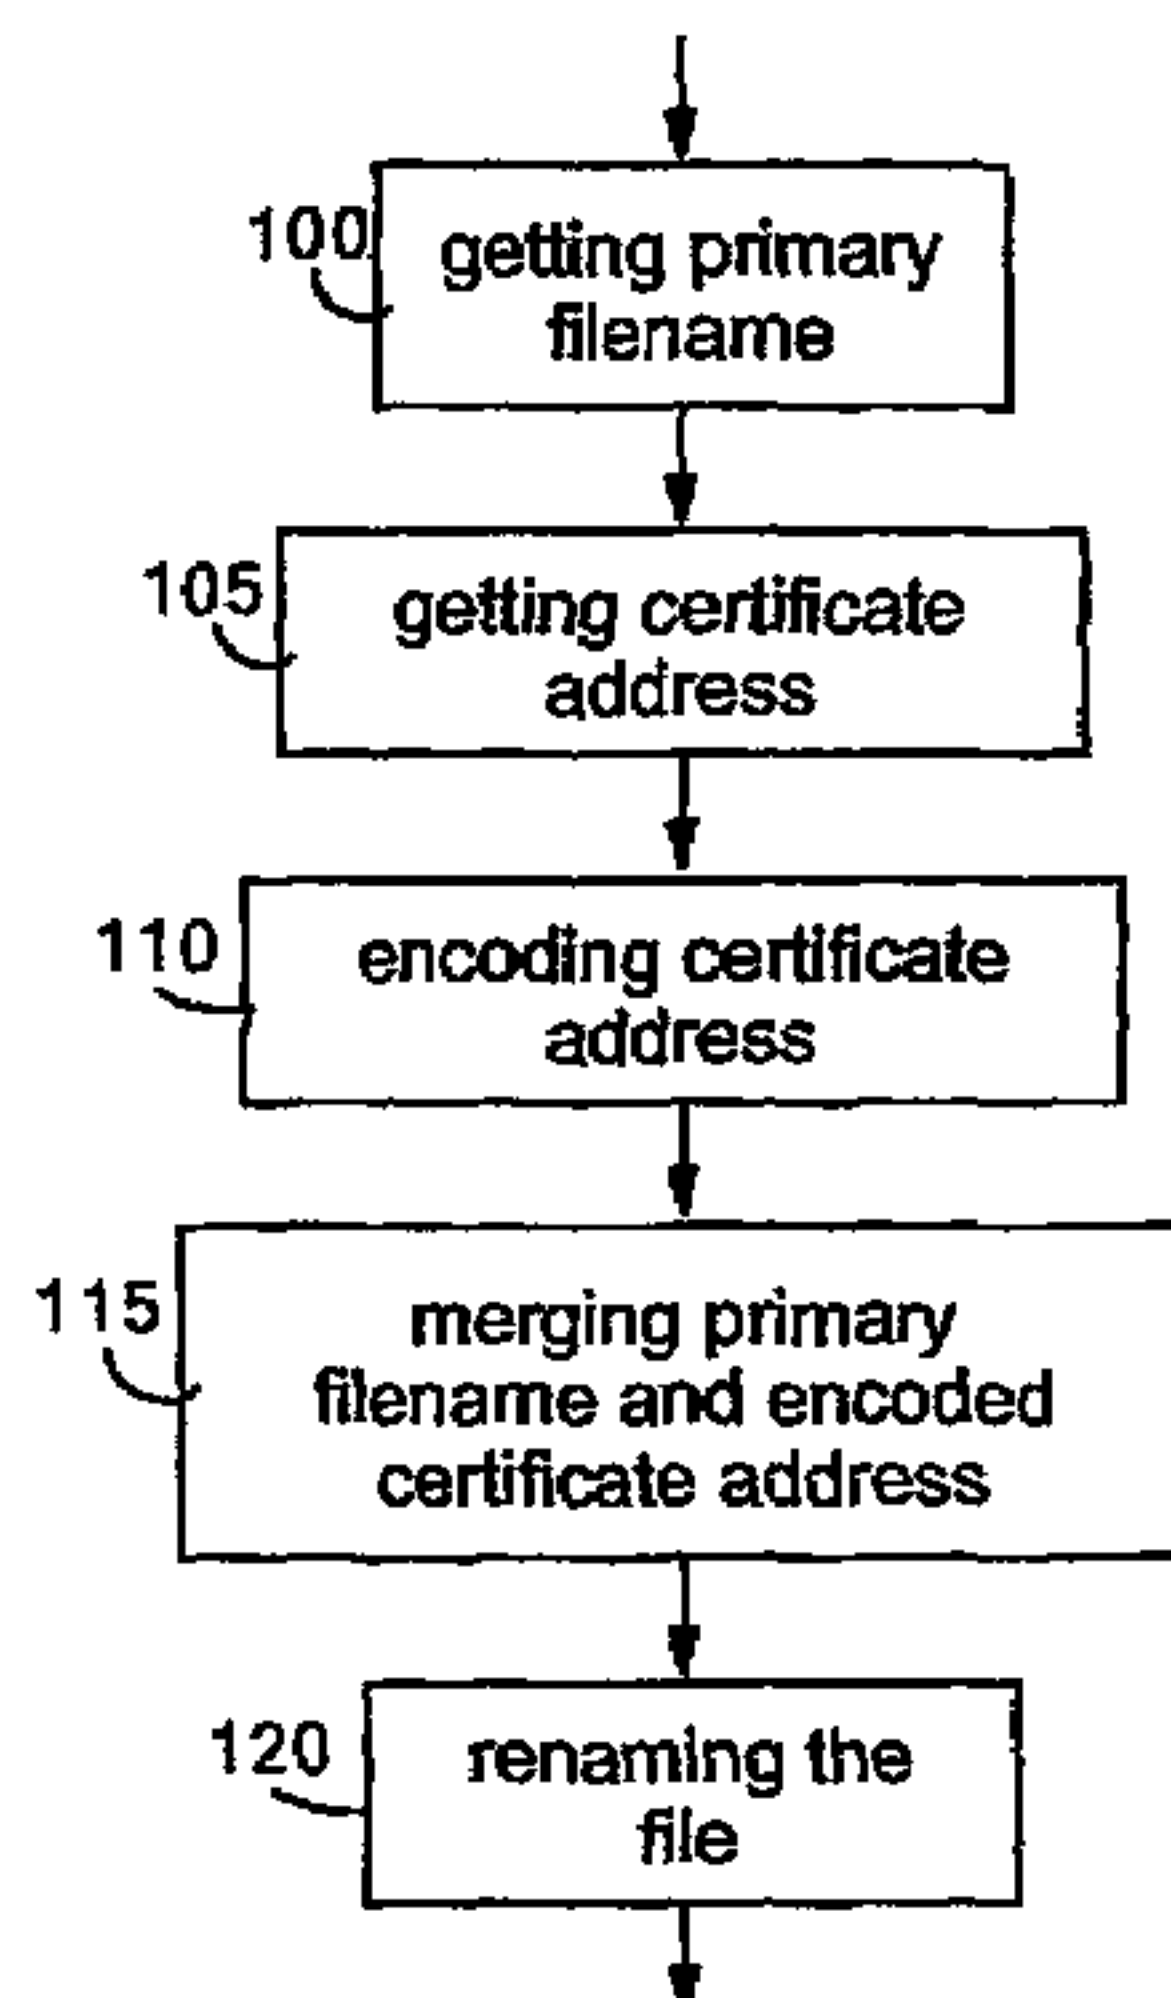 100
getting primary
filename
105
getting certificate
address
110
encoding certificate
address
115
merging primary
filename and encoded
certificate address
120
renaming the
file